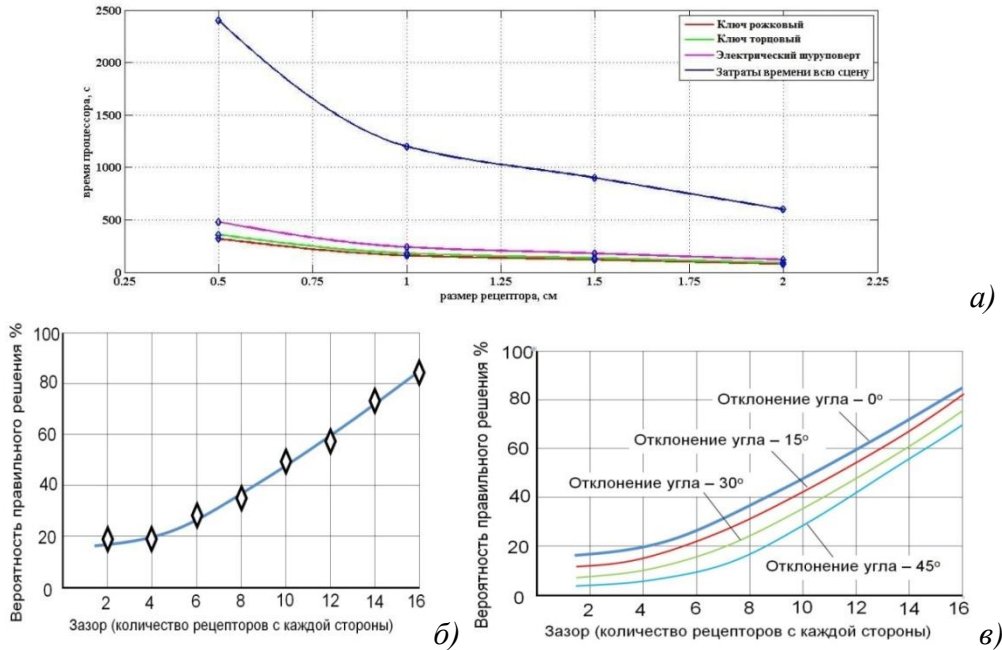 2500
2000
1500
1000
500
0
время процессора, с
Ключ рожковый
Ключ торцовый
Электрический шуруповерт
Затраты времени всю сцену
0.25 0.5 0.75 1 1.25 1.5 1.75 2 2.25
размер рецептора, см
а)
Вероятность правильного решения %
100
80
60
40
20
0
2 4 6 8 10 12 14 16
Зазор (количество рецепторов с каждой стороны)
б)
Вероятность правильного решения %
100
80
60
40
20
0
Отклонение угла – 0°
Отклонение угла – 15°
Отклонение угла – 30°
Отклонение угла – 45°
2 4 6 8 10 12 14 16
Зазор (количество рецепторов с каждой стороны)
в)